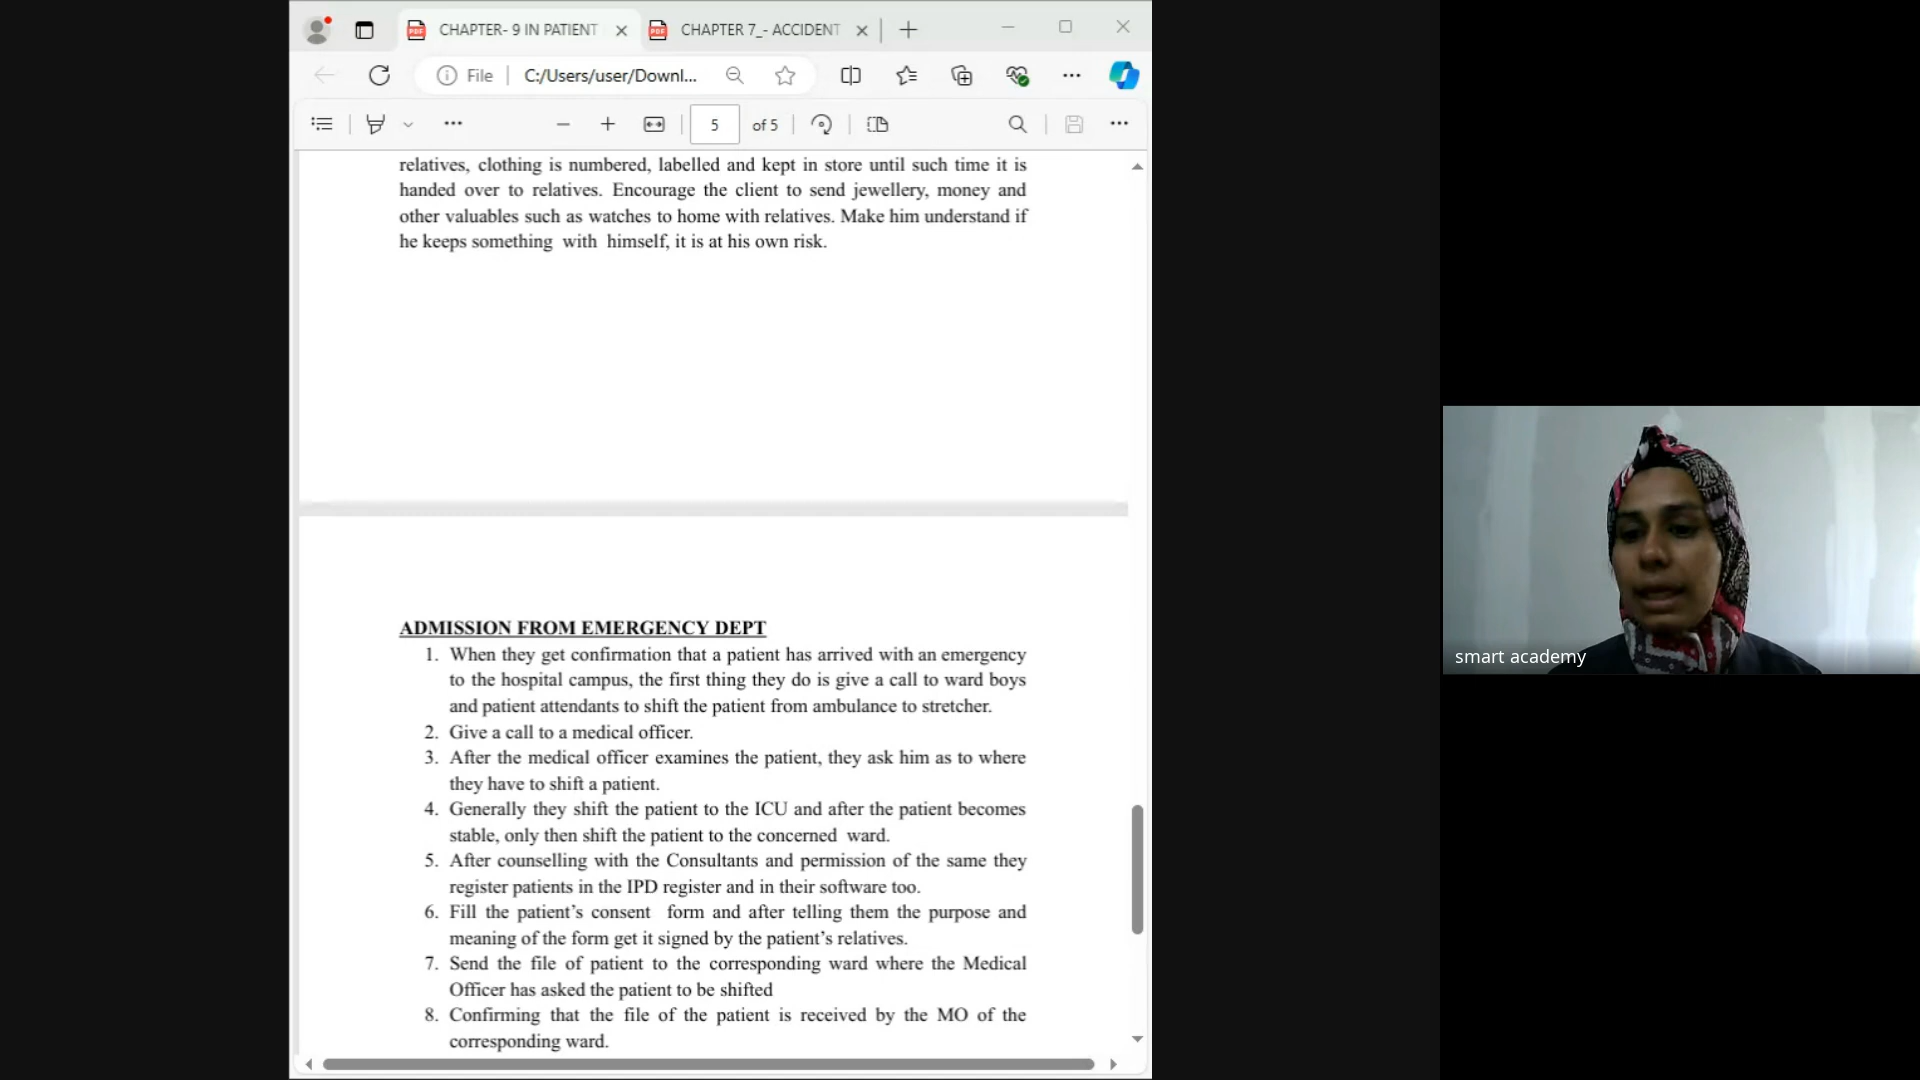 CHAPTER- 9 IN PATIENT
CHAPTER 7_- ACCIDENT
File
C:/Users/user/Downl...
5 of 5
relatives, clothing is numbered, labelled and kept in store until such time it is
handed over to relatives. Encourage the client to send jewellery, money and
other valuables such as watches to home with relatives. Make him understand if
he keeps something with himself, it is at his own risk.
ADMISSION FROM EMERGENCY DEPT
1. When they get confirmation that a patient has arrived with an emergency
to the hospital campus, the first thing they do is give a call to ward boys
and patient attendants to shift the patient from ambulance to stretcher.
2. Give a call to a medical officer.
3. After the medical officer examines the patient, they ask him as to where
they have to shift a patient.
4. Generally they shift the patient to the ICU and after the patient becomes
stable, only then shift the patient to the concerned ward.
5. After counselling with the Consultants and permission of the same they
register patients in the IPD register and in their software too.
6. Fill the patient’s consent form and after telling them the purpose and
meaning of the form get it signed by the patient’s relatives.
7. Send the file of patient to the corresponding ward where the Medical
Officer has asked the patient to be shifted
8. Confirming that the file of the patient is received by the MO of the
corresponding ward.
smart academy